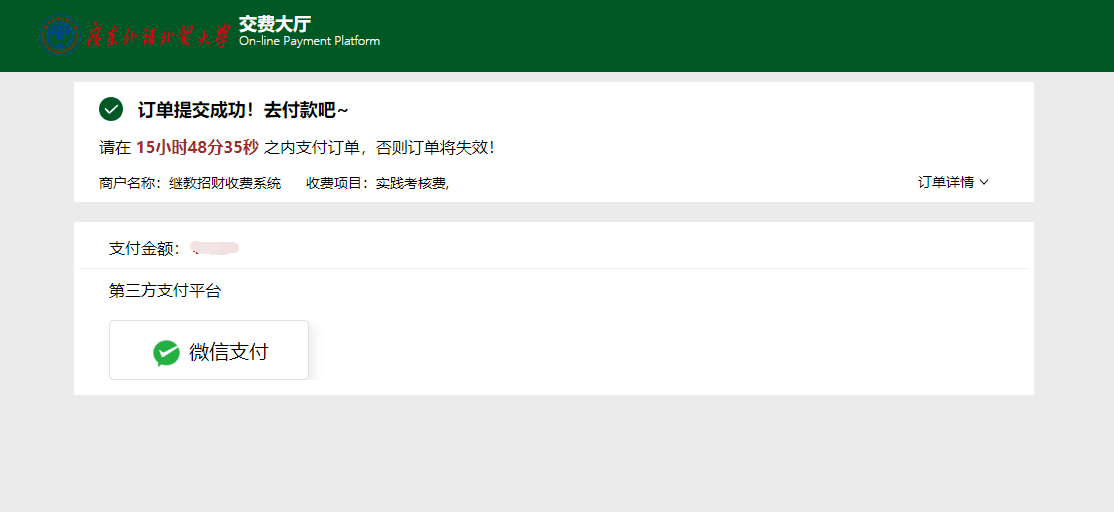 广东外语外贸大学
交费大厅
On-line Payment Platform
订单提交成功！去付款吧~
请在 15小时48分35秒 之内支付订单，否则订单将失效！
商户名称：继教招财收费系统 收费项目：实践考核费,
订单详情
支付金额：
第三方支付平台
微信支付